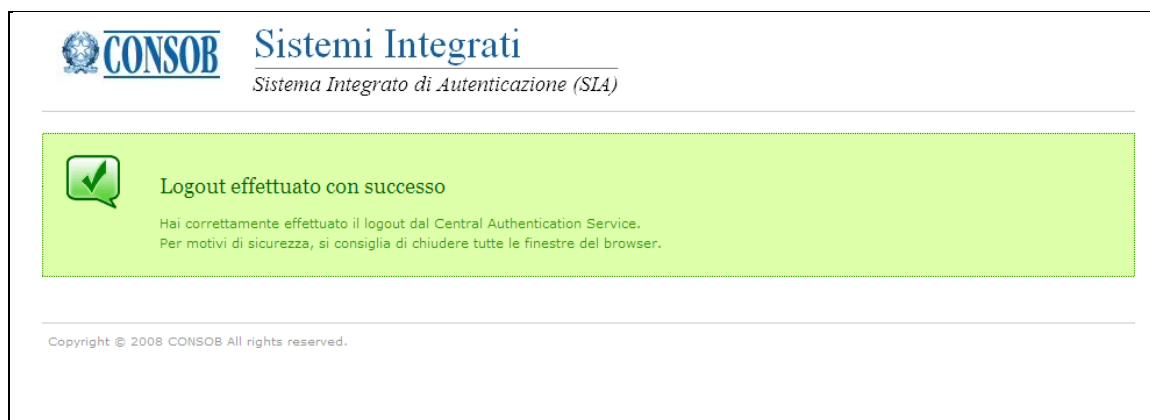 CONSOB
Sistemi Integrati
Sistema Integrato di Autenticazione (SIA)
Logout effettuato con successo
Hai correttamente effettuato il logout dal Central Authentication Service.
Per motivi di sicurezza, si consiglia di chiudere tutte le finestre del browser.
Copyright © 2008 CONSOB All rights reserved.